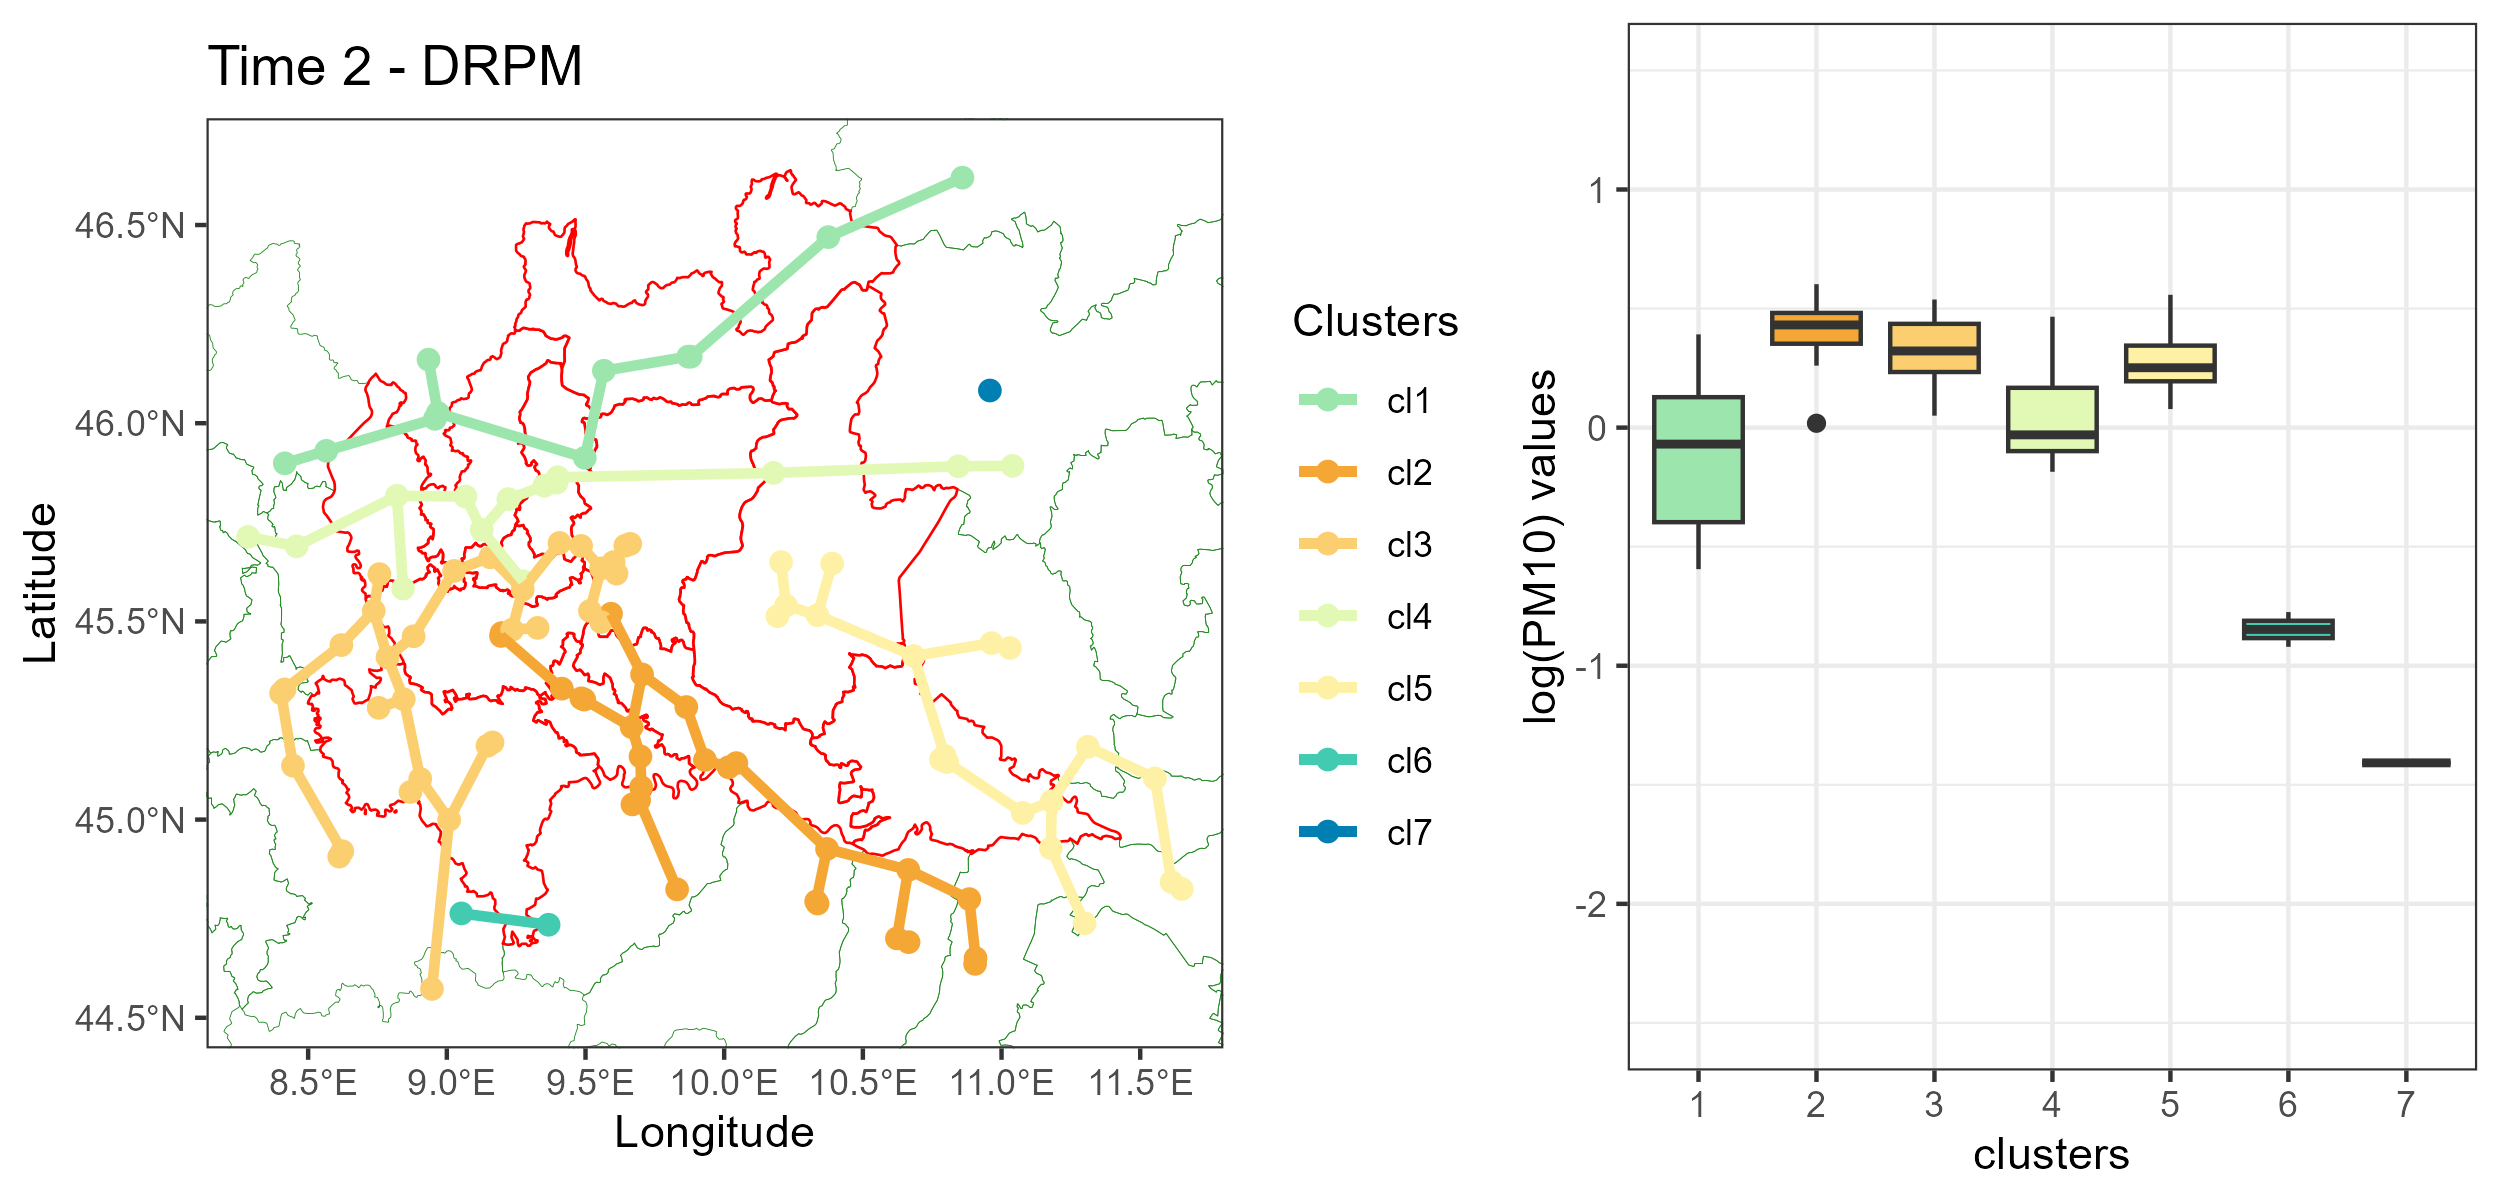 Time 2 - DRPM
46.5°N
46.0°N
45.5°N
45.0°N
44.5°N
Latitude
8.5°E 9.0°E 9.5°E 10.0°E 10.5°E 11.0°E 11.5°E
Longitude
Clusters
cl1
cl2
cl3
cl4
cl5
cl6
cl7
1
0
-1
-2
log(PM10) values
1 2 3 4 5 6 7
clusters